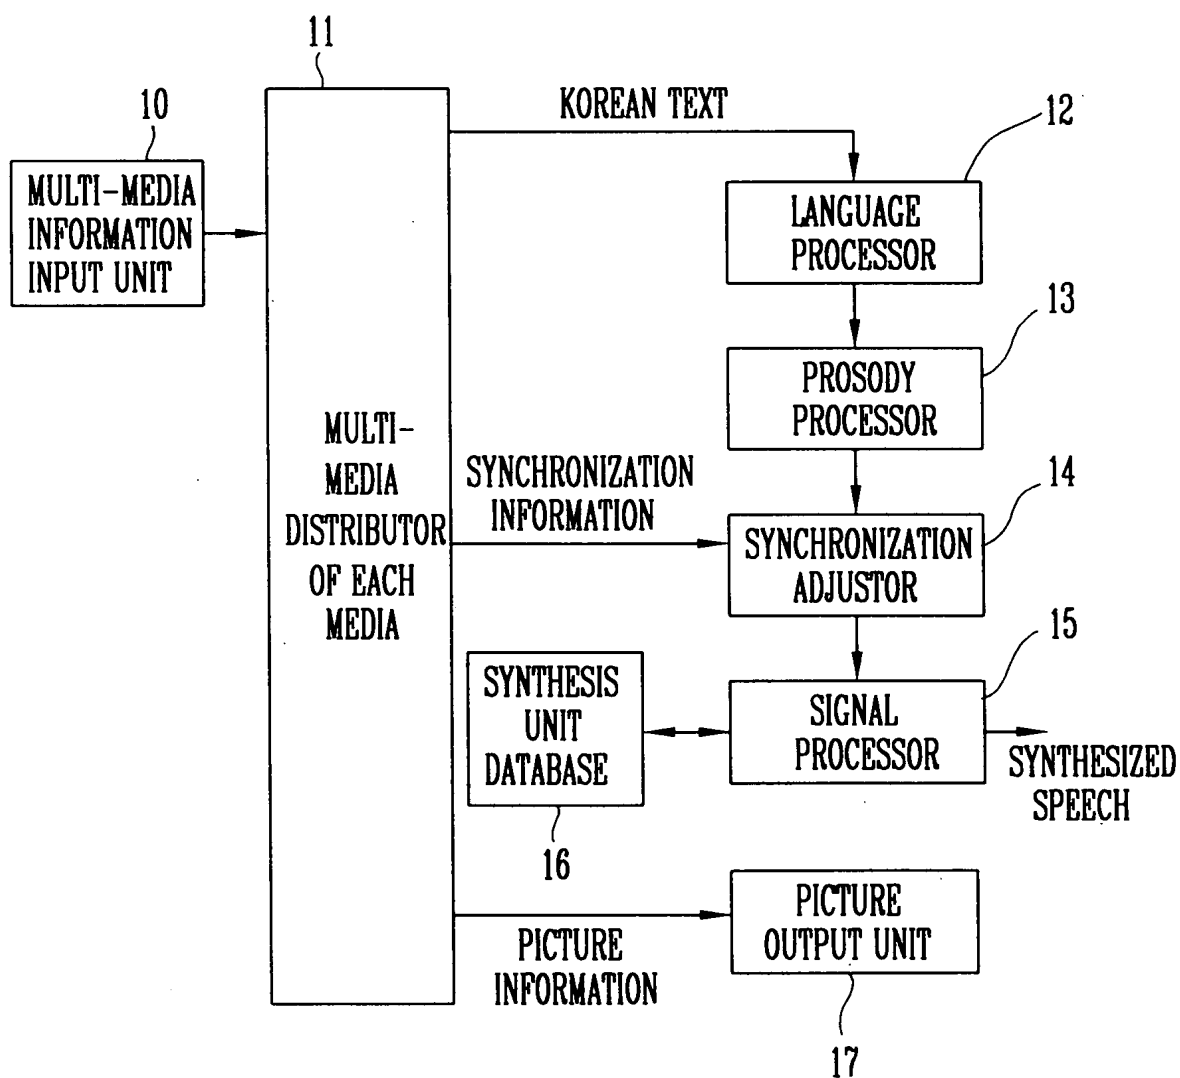 11
10
MULTI-MEDIA
INFORMATION
INPUT UNIT
KOREAN TEXT
12
LANGUAGE
PROCESSOR
13
PROSODY
PROCESSOR
MULTI-
MEDIA
DISTRIBUTOR
OF EACH
MEDIA
SYNCHRONIZATION
INFORMATION
14
SYNCHRONIZATION
ADJUSTOR
15
SYNTHESIS
UNIT
DATABASE
16
SIGNAL
PROCESSOR
SYNTHESIZED
SPEECH
PICTURE
INFORMATION
PICTURE
OUTPUT UNIT
17